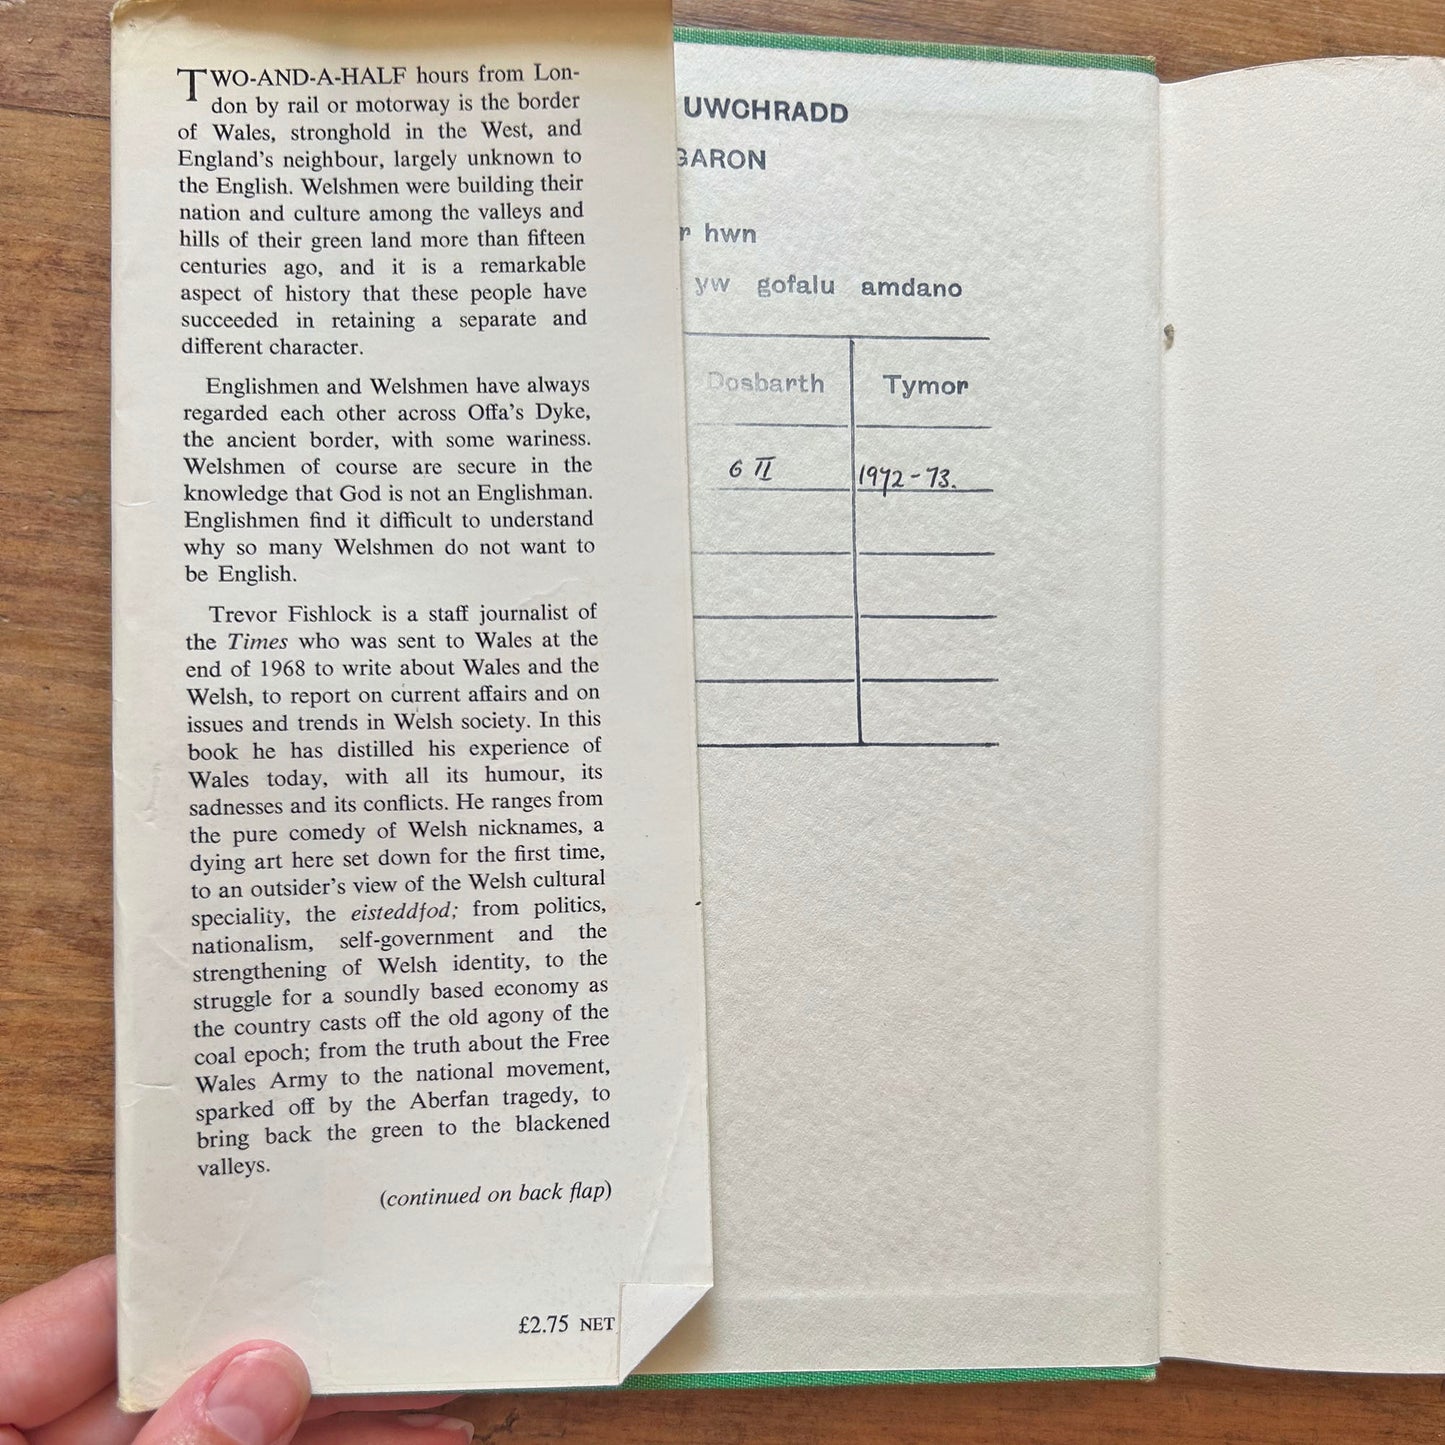 TWO-AND-A-HALF hours from Lon-
don by rail or motorway is the border
of Wales, stronghold in the West, and
England's neighbour, largely unknown to
the English. Welshmen were building their
nation and culture among the valleys and
hills of their green land more than fifteen
centuries ago, and it is a remarkable
aspect of history that these people have
succeeded in retaining a separate and
different character.
Englishmen and Welshmen have always
regarded each other across Offa's Dyke,
the ancient border, with some wariness.
Welshmen of course are secure in the
knowledge that God is not an Englishman.
Englishmen find it difficult to understand
why so many Welshmen do not want to
be English.
Trevor Fishlock is a staff journalist of
the Times who was sent to Wales at the
end of 1968 to write about Wales and the
Welsh, to report on current affairs and on
issues and trends in Welsh society. In this
book he has distilled his experience of
Wales today, with all its humour, its
sadnesses and its conflicts. He ranges from
the pure comedy of Welsh nicknames, a
dying art here set down for the first time,
to an outsider's view of the Welsh cultural
speciality, the eisteddfod; from politics,
nationalism, self-government and the
strengthening of Welsh identity, to the
struggle for a soundly based economy as
the country casts off the old agony of the
coal epoch; from the truth about the Free
Wales Army to the national movement,
sparked off by the Aberfan tragedy, to
bring back the green to the blackened
valleys.
(continued on back flap)
£2.75 NET
UWCHRADD
GARON
r hwn
yw gofalu amdano
Dosbarth Tymor
6 II 1972-73.